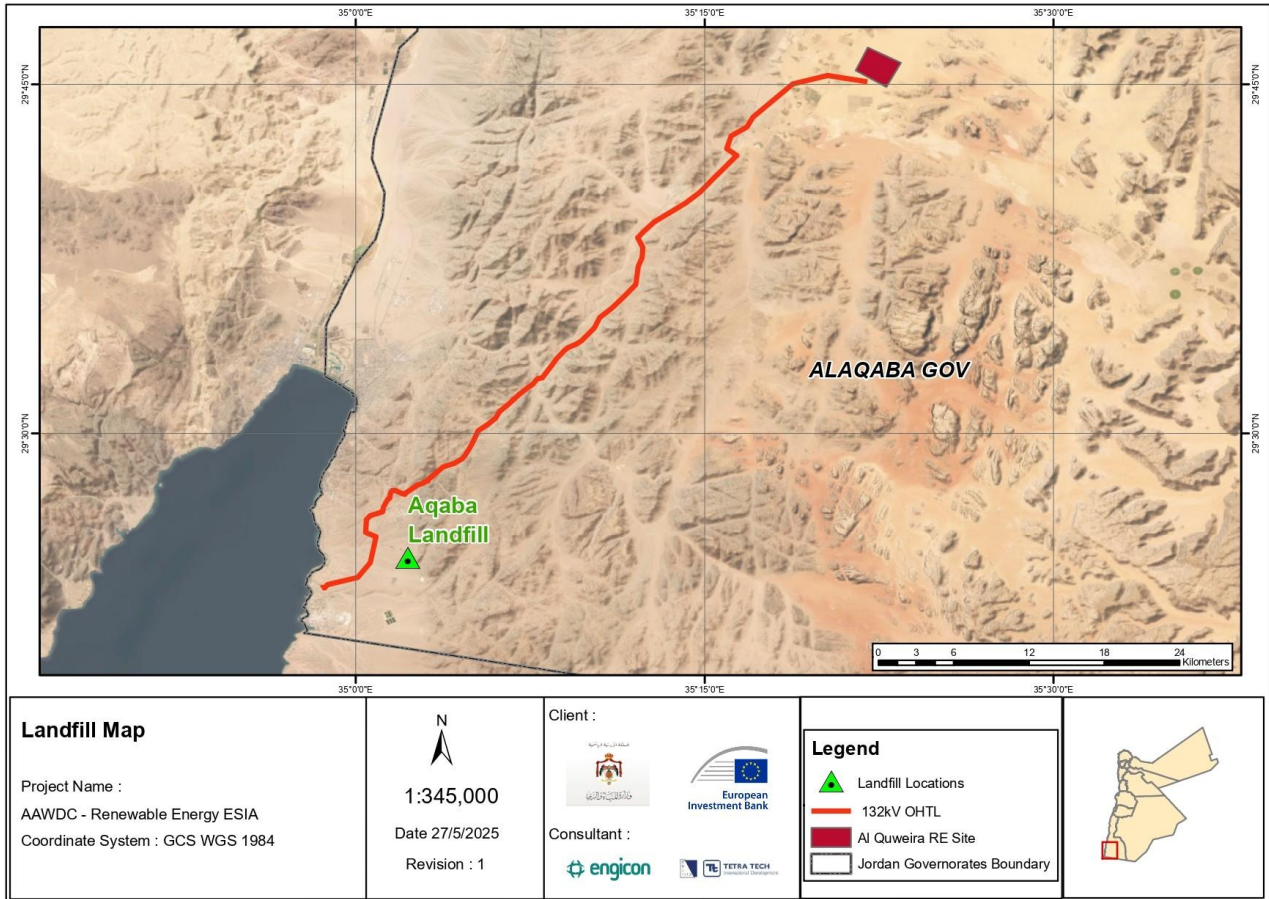 35°0'0"E
35°15'0"E
35°30'0"E
29°45'0"N
29°45'0"N
ALAQABA GOV
29°30'0"N
29°30'0"N
Aqaba
Landfill
0 3 6 12 18 24
Kilometers
35°0'0"E
35°15'0"E
35°30'0"E
Landfill Map
Project Name :
AAWDC - Renewable Energy ESIA
Coordinate System : GCS WGS 1984
N
1:345,000
Date 27/5/2025
Revision : 1
Client :
European
Investment Bank
Consultant :
engicon
TETRA TECH
International Development
Legend
Landfill Locations
132kV OHTL
Al Quweira RE Site
Jordan Governorates Boundary